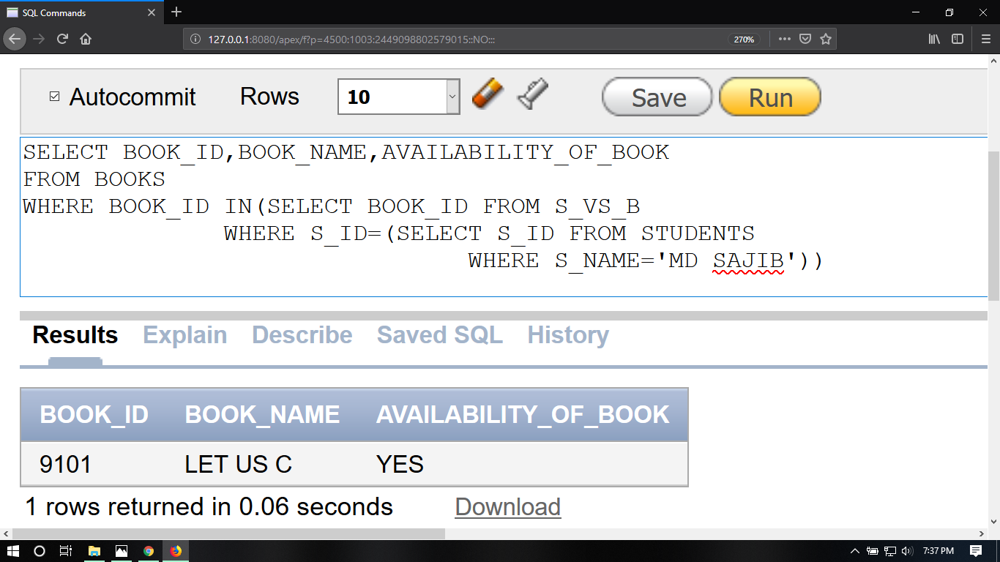 SQL Commands
127.0.0.1:8080/apex/f?p=4500:1003:2449098802579015::NO:::
270%
Autocommit Rows 10 Save Run
SELECT BOOK_ID,BOOK_NAME,AVAILABILITY_OF_BOOK
FROM BOOKS
WHERE BOOK_ID IN(SELECT BOOK_ID FROM S_VS_B
WHERE S_ID=(SELECT S_ID FROM STUDENTS
WHERE S_NAME='MD SAJIB'))
Results Explain Describe Saved SQL History
BOOK_ID BOOK_NAME AVAILABILITY_OF_BOOK
9101 LET US C YES
1 rows returned in 0.06 seconds Download
7:37 PM